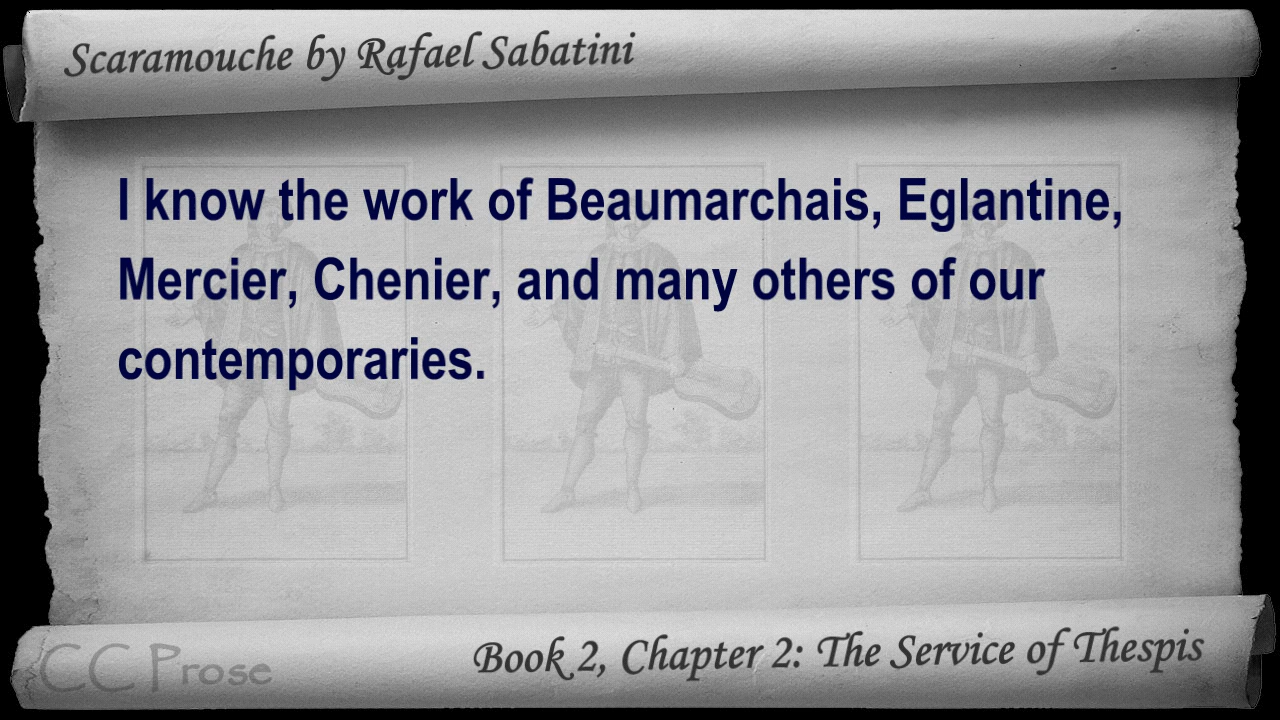 Scaramouche by Rafael Sabatini
I know the work of Beaumarchais, Eglantine,
Mercier, Chenier, and many others of our
contemporaries.
CC Prose
Book 2, Chapter 2: The Service of Thespis